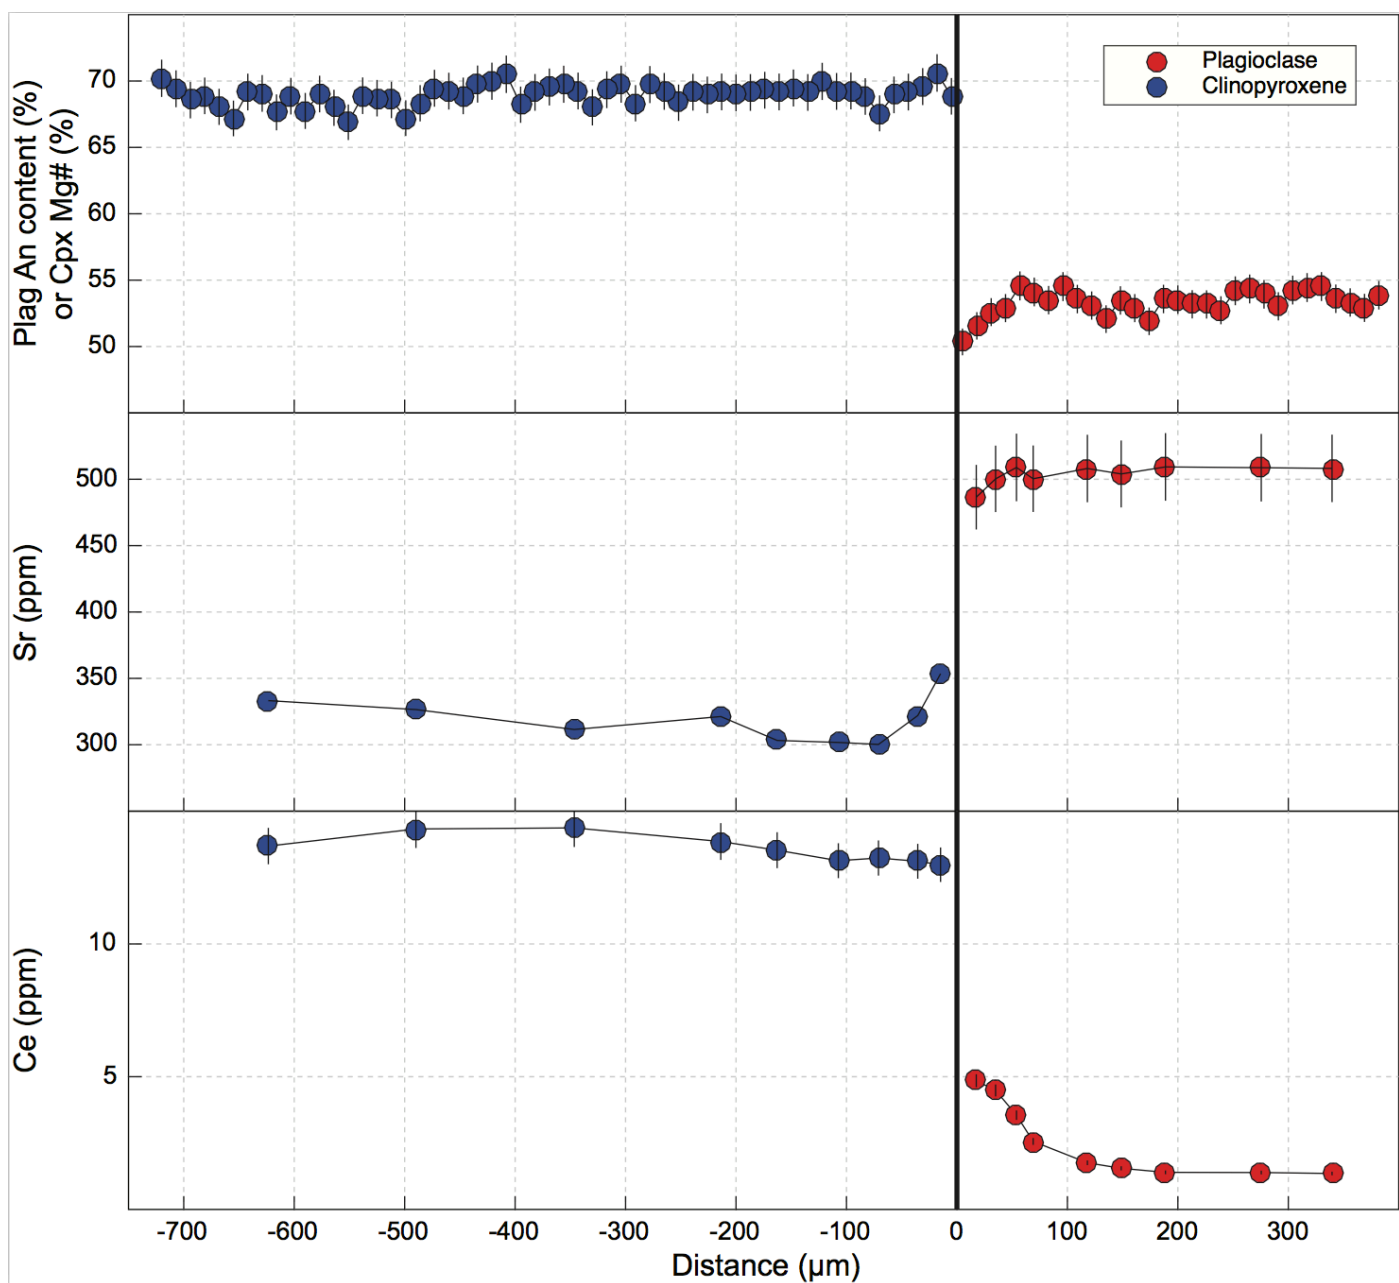 Plag An content (%)
or Cpx Mg# (%)
70
65
60
55
50
Plagioclase
Clinopyroxene
Sr (ppm)
500
450
400
350
300
Ce (ppm)
10
5
-700 -600 -500 -400 -300 -200 -100 0 100 200 300
Distance (µm)